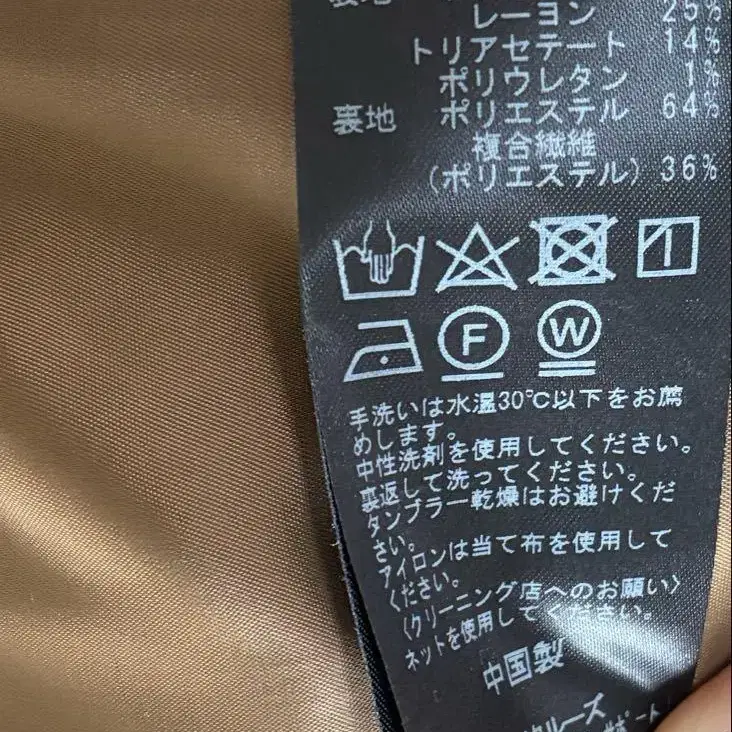 レーヨン 25%
トリアセテート 14%
ポリウレタン 1%
裏地 ポリエステル 64%
複合繊維
(ポリエステル) 36%
F W
手洗いは水温30℃以下をお薦
めします。
中性洗剤を使用してください。
裏返して洗ってください。
タンブラー乾燥はお避けくだ
さい。
アイロンは当て布を使用して
ください。
〈クリーニング店へのお願い〉
ネットを使用してください。
中国製
ルーズ